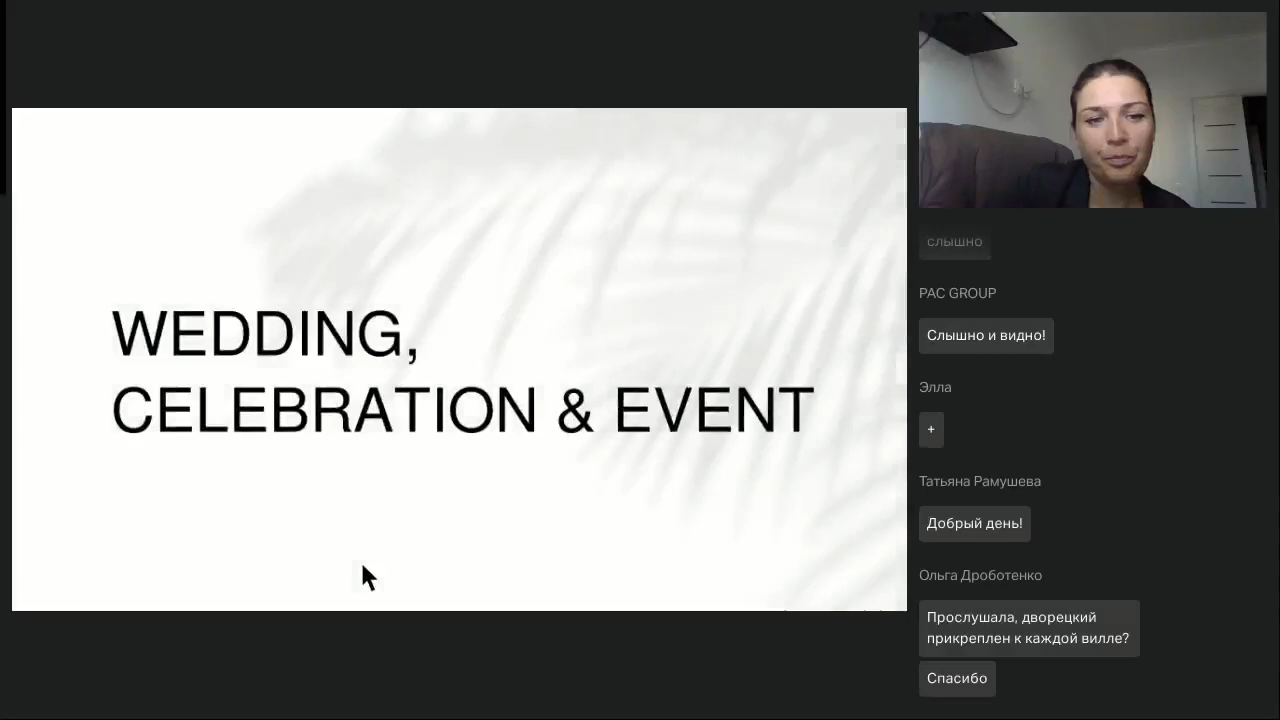 WEDDING,
CELEBRATION & EVENT
слышно
PAC GROUP
Слышно и видно!
Элла
+
Татьяна Рамушева
Добрый день!
Ольга Дроботенко
Прослушала, дворецкий
прикреплен к каждой вилле?
Спасибо